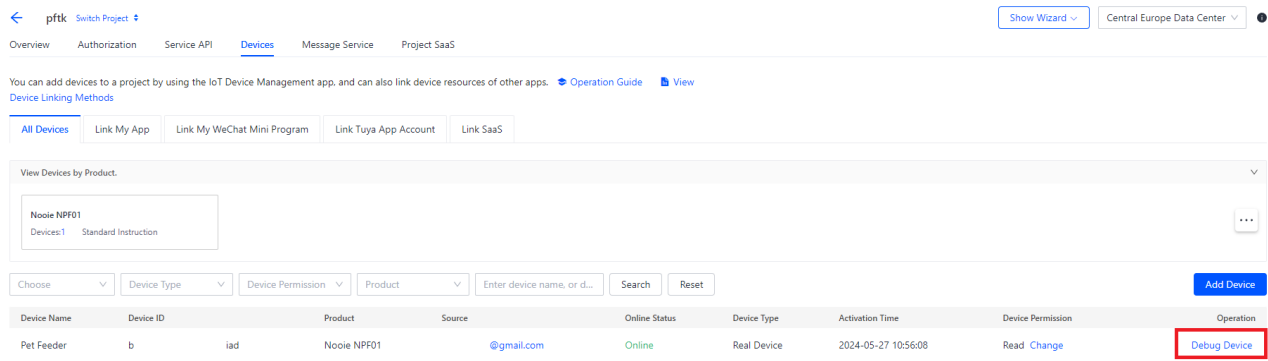 pftk Switch Project Show Wizard Central Europe Data Center
Overview Authorization Service API Devices Message Service Project SaaS
You can add devices to a project by using the IoT Device Management app, and can also link device resources of other apps. Operation Guide View
Device Linking Methods
All Devices Link My App Link My WeChat Mini Program Link Tuya App Account Link SaaS
View Devices by Product.
Nooie NPF01
Devices:1 Standard Instruction
Choose Device Type Device Permission Product Enter device name, or d... Search Reset Add Device
Device Name Device ID Product Source Online Status Device Type Activation Time Device Permission Operation
Pet Feeder b iad Nooie NPF01 @gmail.com Online Real Device 2024-05-27 10:56:08 Read Change Debug Device